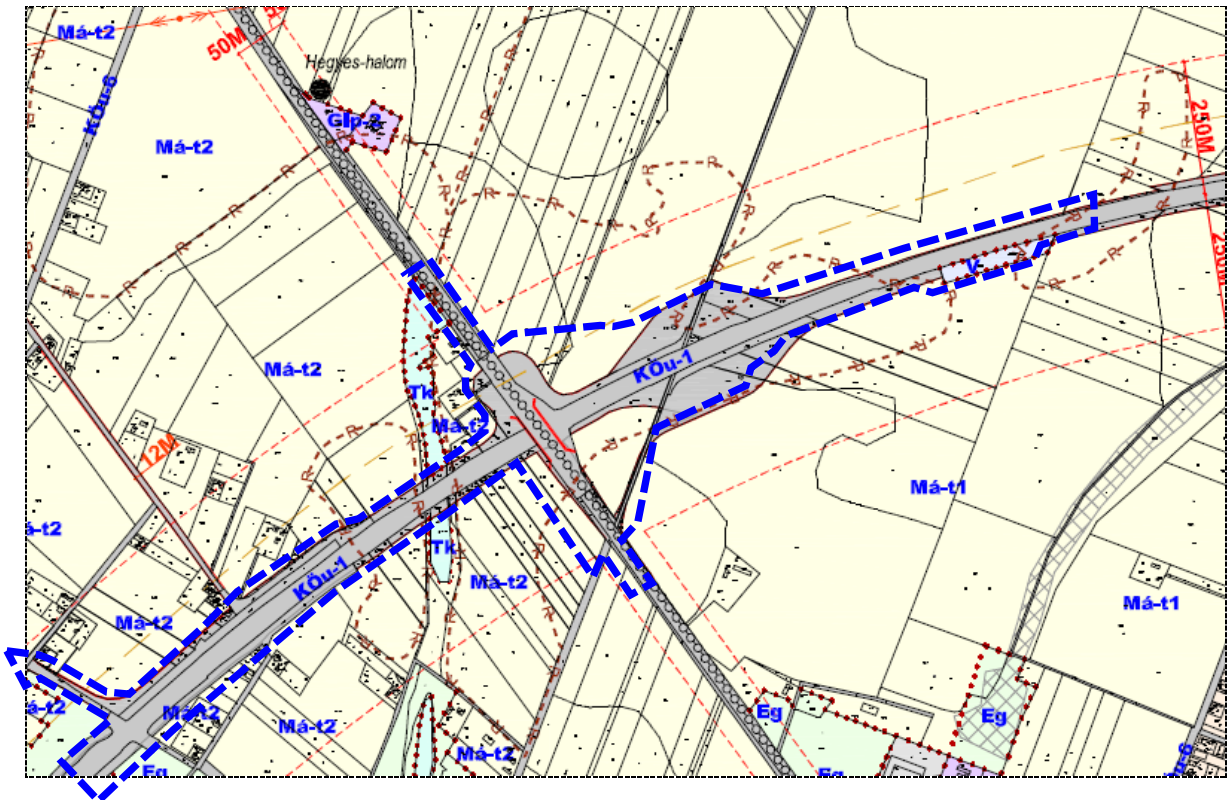 Má-t2
50M
Hegyes-halom
KÖu-6
GIp-2
Má-t2
250M
R
250M
V
KÖu-1
Má-t2
Tk
Má-t2
12M
Má-t1
á-t2
Tk
KÖu-1
Má-t2
Má-t1
Má-t2
á-t2
Má-t2
Má-t2
Eg
Eg
Má-t2
Eg
Eg